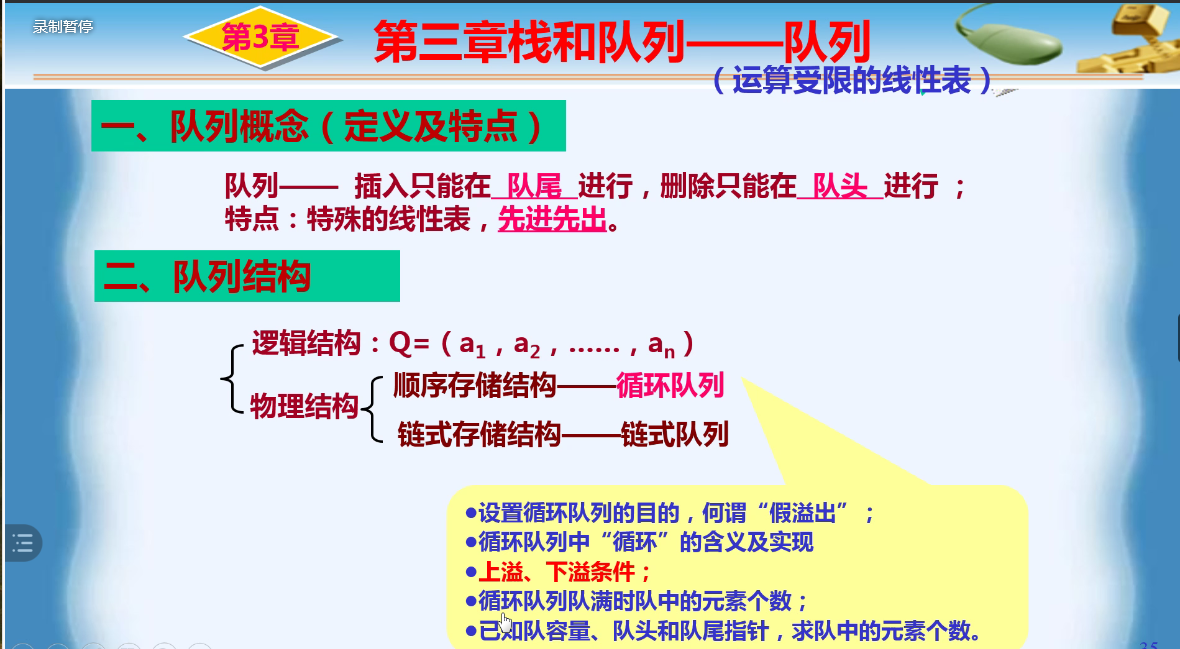 录制暂停
第3章
第三章栈和队列——队列
（运算受限的线性表）
一、队列概念（定义及特点）
队列—— 插入只能在 队尾 进行，删除只能在 队头 进行 ；
特点：特殊的线性表，先进先出。
二、队列结构
逻辑结构：Q=（a1，a2，……，an）
物理结构
顺序存储结构——循环队列
链式存储结构——链式队列
●设置循环队列的目的，何谓“假溢出”；
●循环队列中“循环”的含义及实现
●上溢、下溢条件；
●循环队列队满时队中的元素个数；
●已知队容量、队头和队尾指针，求队中的元素个数。